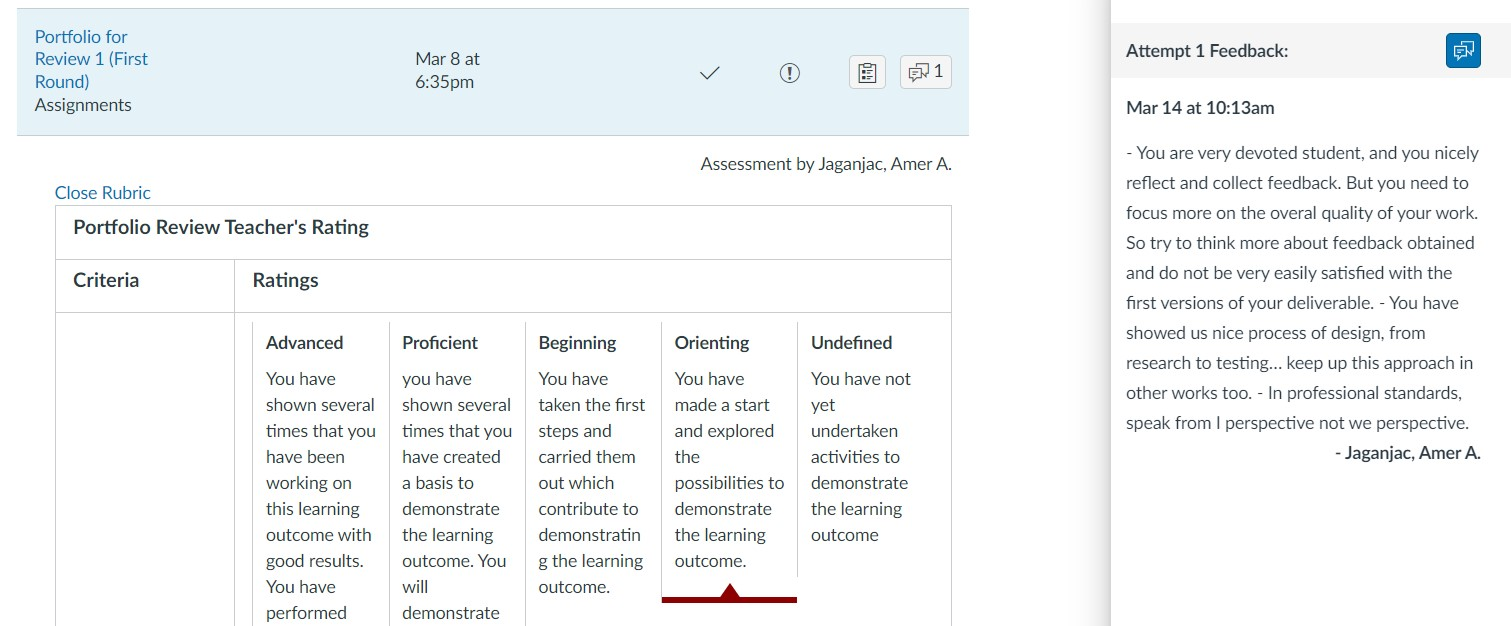 Portfolio for
Review 1 (First
Round)
Assignments
Mar 8 at
6:35pm
1
Assessment by Jaganjac, Amer A.
Close Rubric
Portfolio Review Teacher's Rating
Criteria
Ratings
Advanced
You have
shown several
times that you
have been
working on
this learning
outcome with
good results.
You have
performed
Proficient
you have
shown several
times that you
have created
a basis to
demonstrate
the learning
outcome. You
will
demonstrate
Beginning
You have
taken the first
steps and
carried them
out which
contribute to
demonstratin
g the learning
outcome.
Orienting
You have
made a start
and explored
the
possibilities to
demonstrate
the learning
outcome.
Undefined
You have not
yet
undertaken
activities to
demonstrate
the learning
outcome
Attempt 1 Feedback:
Mar 14 at 10:13am
- You are very devoted student, and you nicely
reflect and collect feedback. But you need to
focus more on the overal quality of your work.
So try to think more about feedback obtained
and do not be very easily satisfied with the
first versions of your deliverable. - You have
showed us nice process of design, from
research to testing... keep up this approach in
other works too. - In professional standards,
speak from I perspective not we perspective.
- Jaganjac, Amer A.